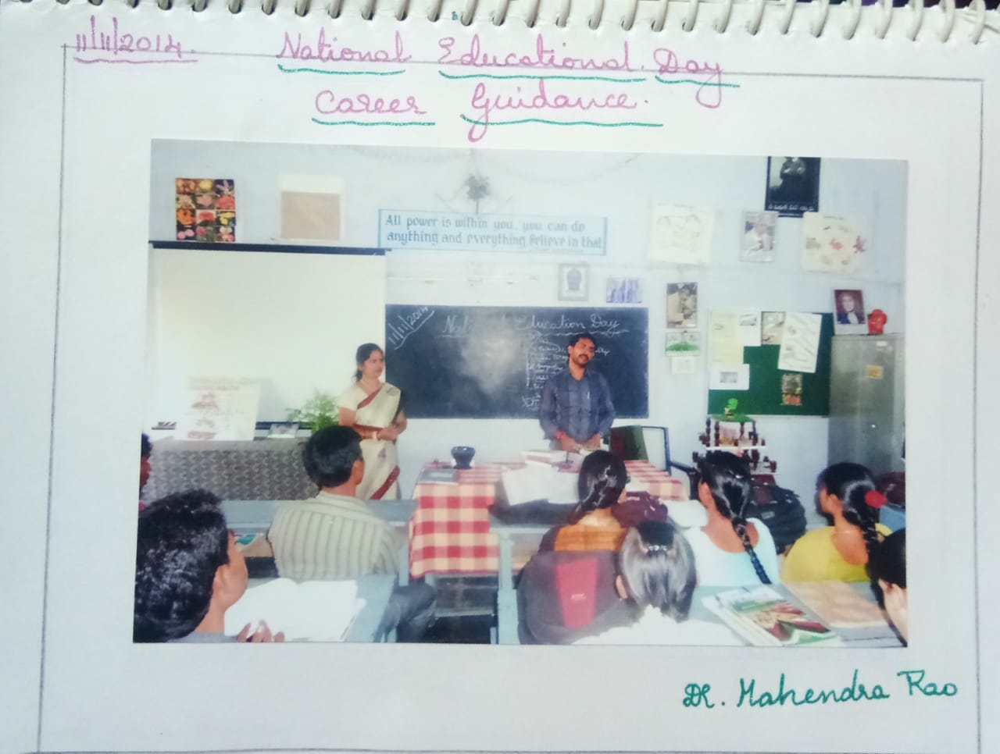 11/11/2014.
National Educational Day
Career Guidance.
All power is within you, you can do
anything and everything. Believe in that
11/11/2014
National Education Day
Dr. Mahendra Rao